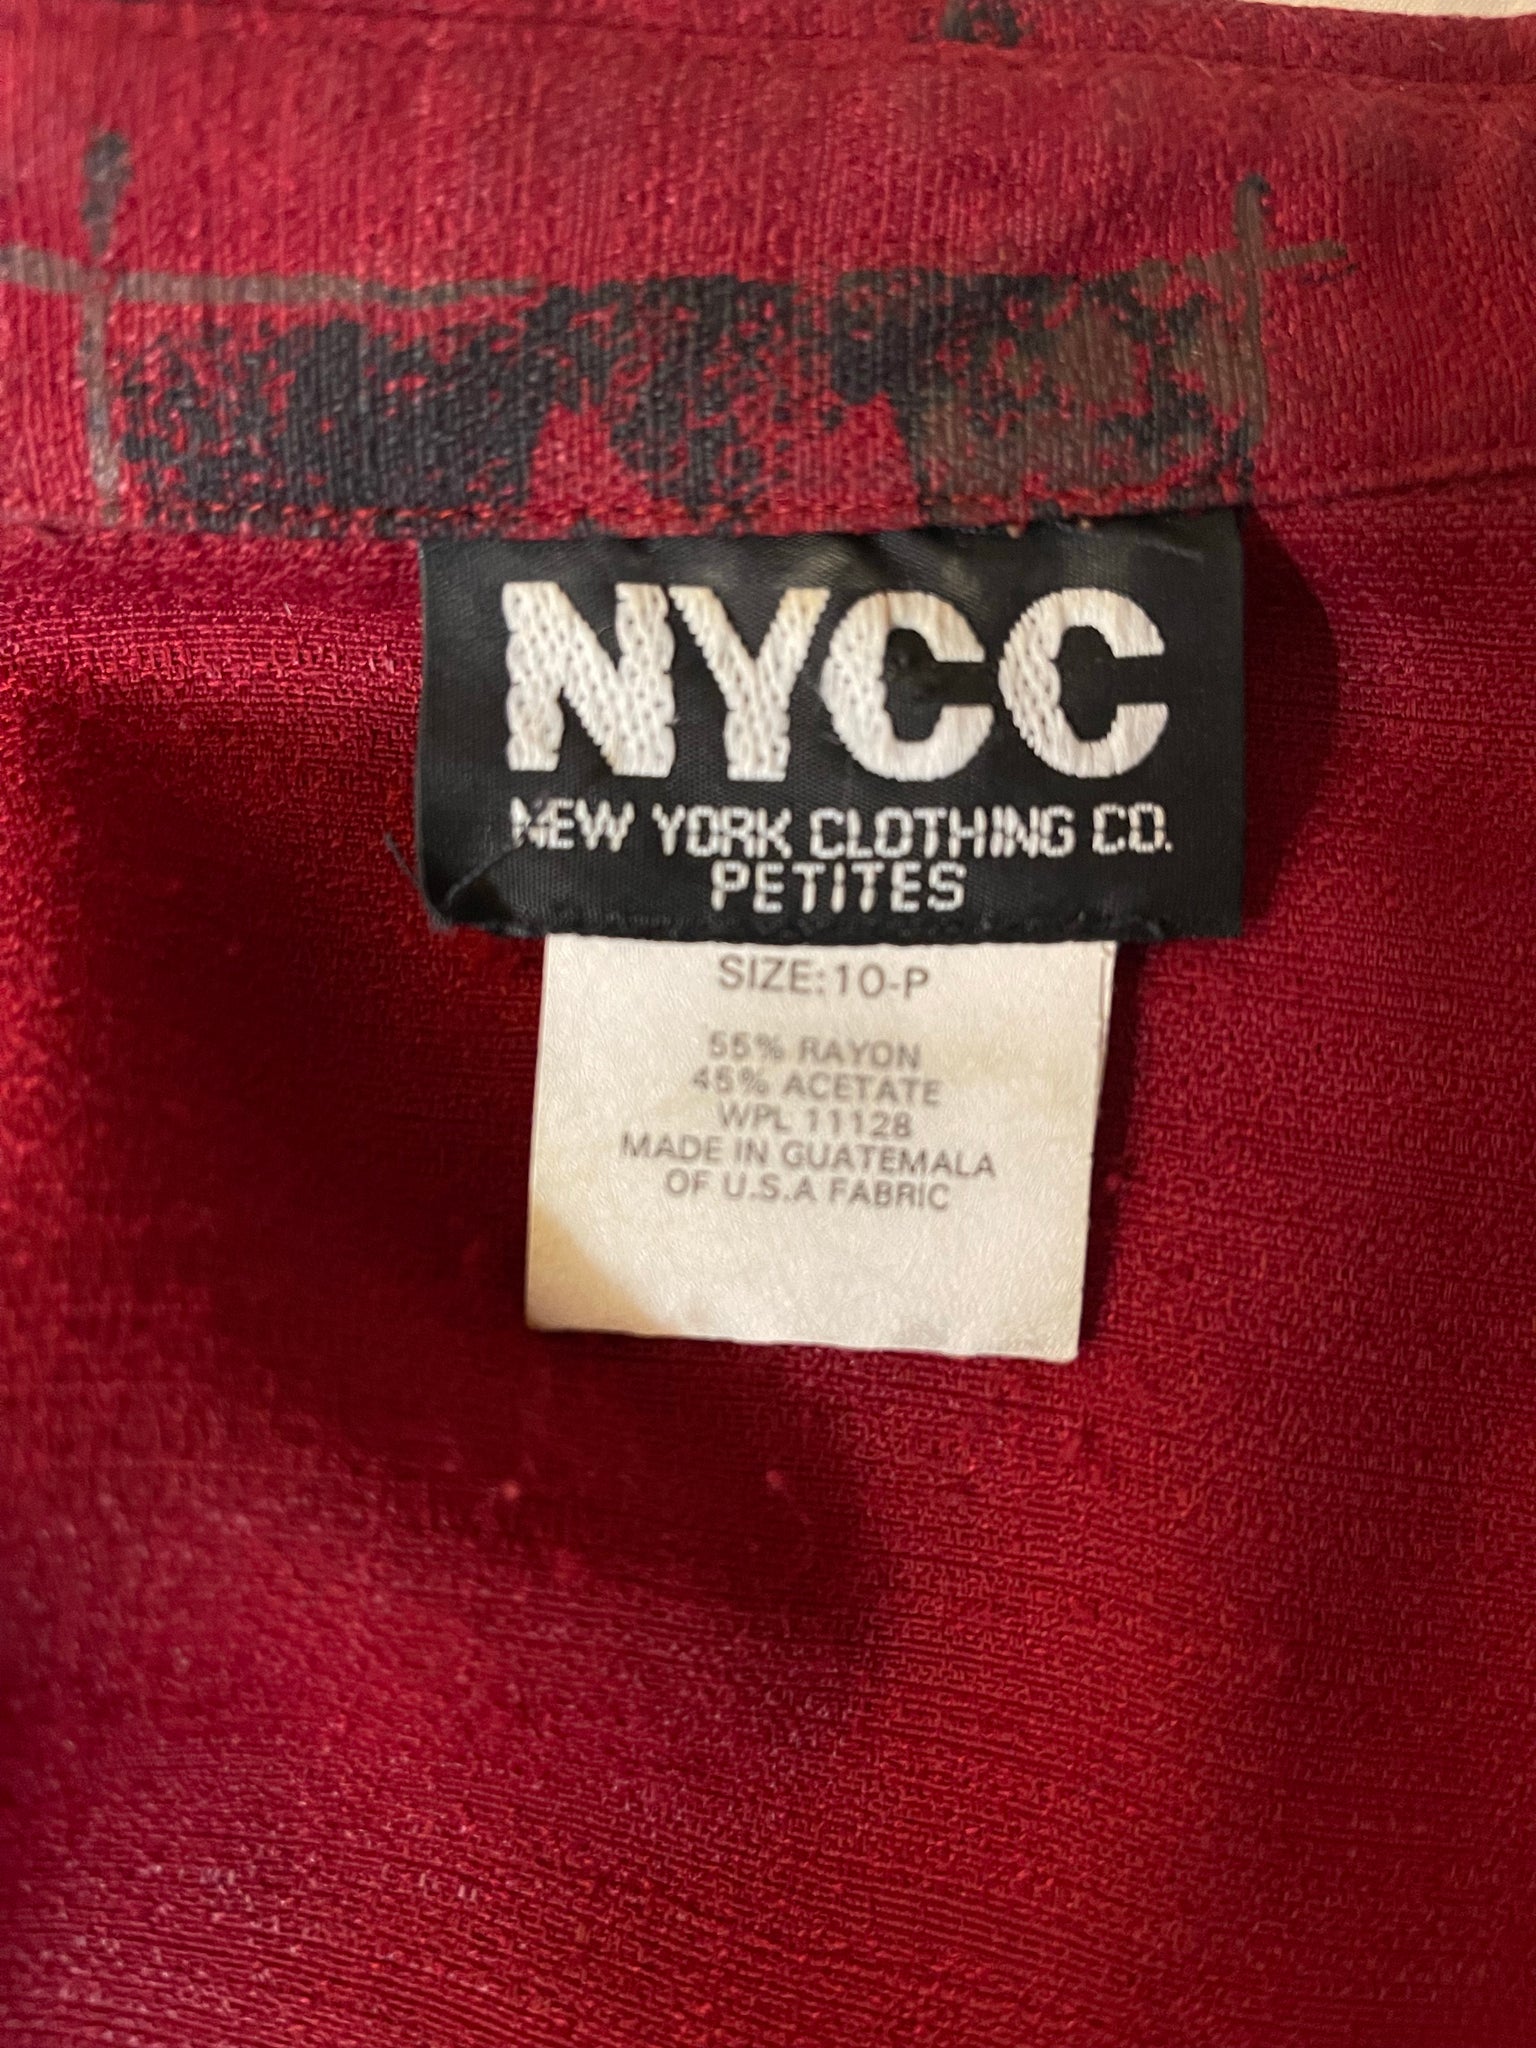 NYCC
NEW YORK CLOTHING CO.
PETITES
SIZE:10-P
55% RAYON
45% ACETATE
WPL 11128
MADE IN GUATEMALA
OF U.S.A FABRIC